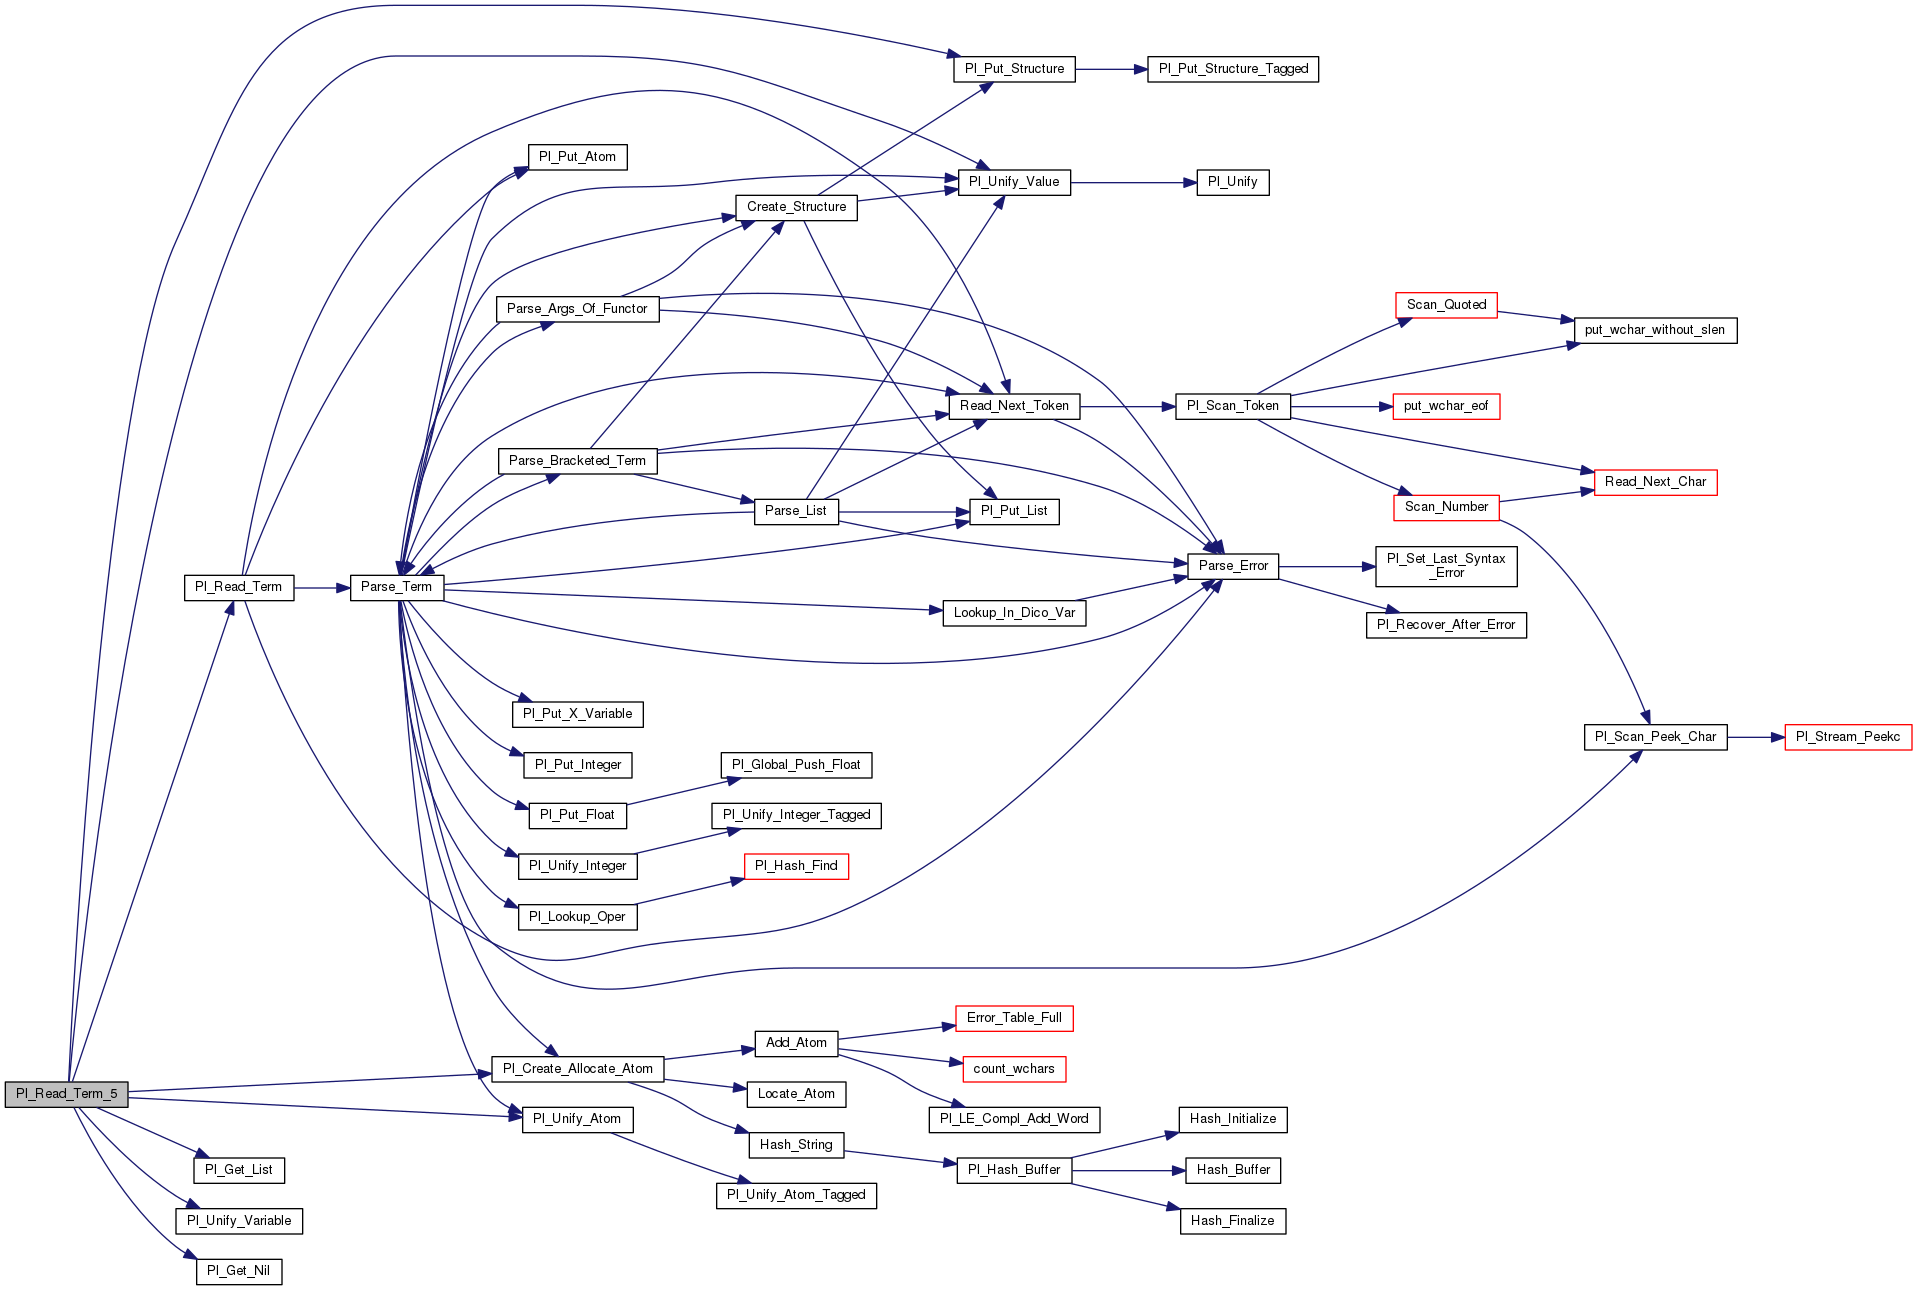 Pl_Put_Structure
Pl_Put_Structure_Tagged
Pl_Put_Atom
Pl_Unify_Value
Pl_Unify
Create_Structure
Parse_Args_Of_Functor
Scan_Quoted
put_wchar_without_slen
Read_Next_Token
Pl_Scan_Token
put_wchar_eof
Parse_Bracketed_Term
Read_Next_Char
Parse_List
Pl_Put_List
Scan_Number
Pl_Read_Term
Parse_Term
Parse_Error
Pl_Set_Last_Syntax
_Error
Lookup_In_Dico_Var
Pl_Recover_After_Error
Pl_Put_X_Variable
Pl_Scan_Peek_Char
Pl_Stream_Peekc
Pl_Put_Integer
Pl_Global_Push_Float
Pl_Put_Float
Pl_Unify_Integer_Tagged
Pl_Unify_Integer
Pl_Hash_Find
Pl_Lookup_Oper
Error_Table_Full
Add_Atom
Pl_Create_Allocate_Atom
count_wchars
Pl_Read_Term_5
Locate_Atom
Pl_Unify_Atom
Pl_LE_Compl_Add_Word
Hash_Initialize
Hash_String
Pl_Get_List
Pl_Hash_Buffer
Hash_Buffer
Pl_Unify_Atom_Tagged
Pl_Unify_Variable
Hash_Finalize
Pl_Get_Nil